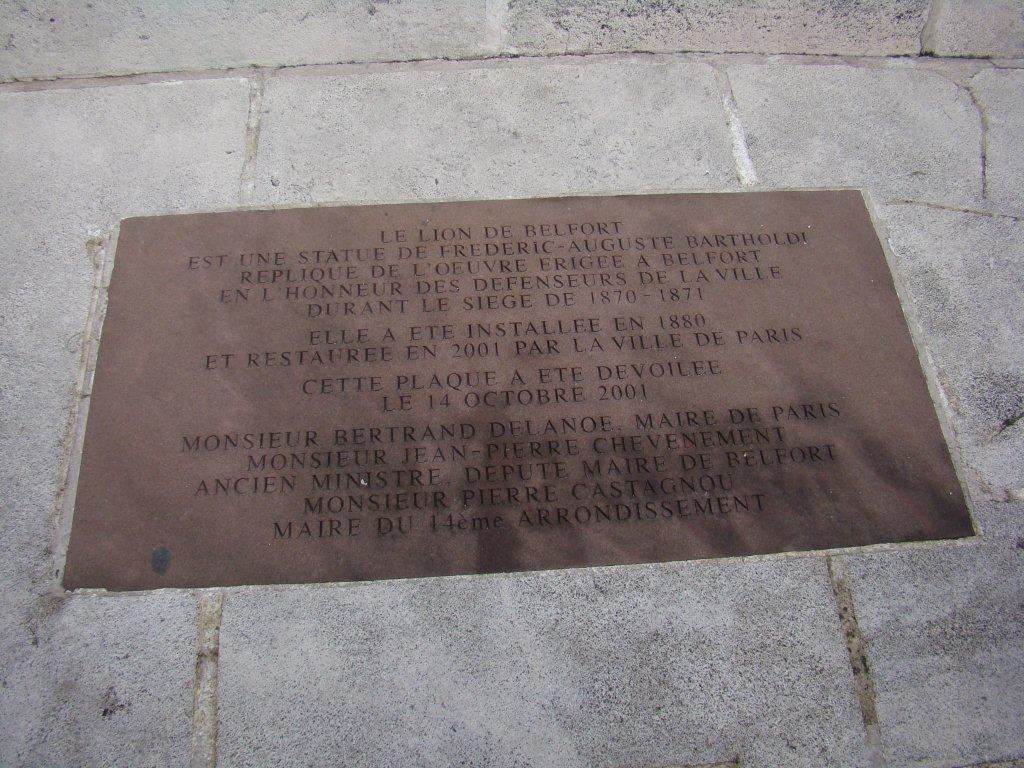 LE LION DE BELFORT
EST UNE STATUE DE FREDERIC-AUGUSTE BARTHOLDI
REPLIQUE DE L'OEUVRE ERIGEE A BELFORT
EN L'HONNEUR DES DEFENSEURS DE LA VILLE
DURANT LE SIEGE DE 1870-1871
ELLE A ETE INSTALLEE EN 1880
ET RESTAUREE EN 2001 PAR LA VILLE DE PARIS
CETTE PLAQUE A ETE DEVOILEE
LE 14 OCTOBRE 2001
MONSIEUR BERTRAND DELANOE, MAIRE DE PARIS
MONSIEUR JEAN-PIERRE CHEVENEMENT
ANCIEN MINISTRE, DEPUTE MAIRE DE BELFORT
MONSIEUR PIERRE CASTAGNOU
MAIRE DU 14ème ARRONDISSEMENT